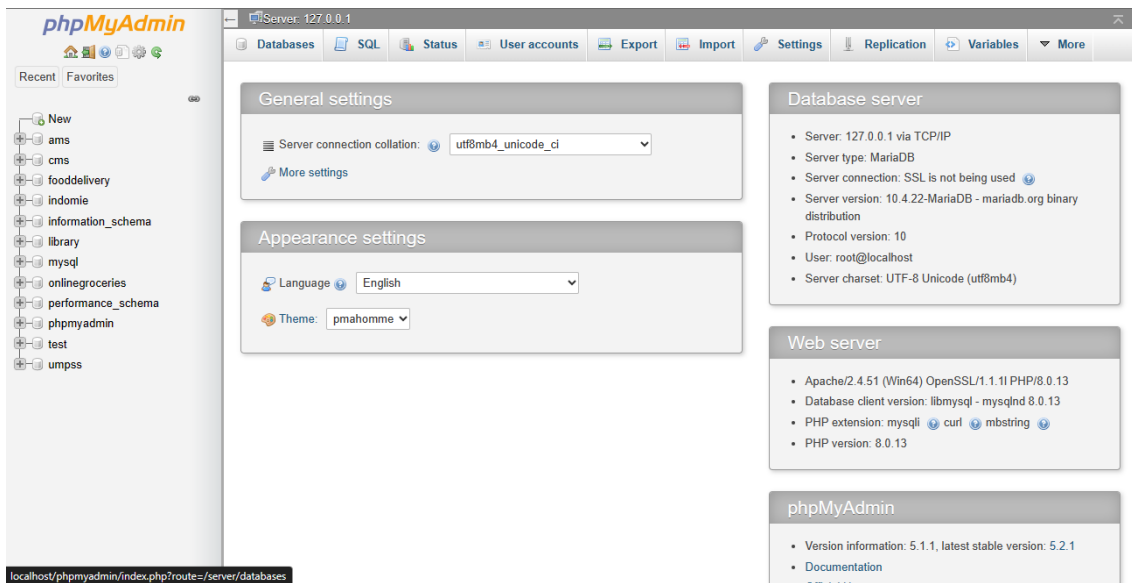 phpMyAdmin
Recent Favorites
New
ams
cms
fooddelivery
indomie
information_schema
library
mysql
onlinegroceries
performance_schema
phpmyadmin
test
umpss
Server: 127.0.0.1
Databases SQL Status User accounts Export Import Settings Replication Variables More
General settings
Server connection collation: utf8mb4_unicode_ci
More settings
Appearance settings
Language English
Theme: pmahomme
Database server
Server: 127.0.0.1 via TCP/IP
Server type: MariaDB
Server connection: SSL is not being used
Server version: 10.4.22-MariaDB - mariadb.org binary
distribution
Protocol version: 10
User: root@localhost
Server charset: UTF-8 Unicode (utf8mb4)
Web server
Apache/2.4.51 (Win64) OpenSSL/1.1.1l PHP/8.0.13
Database client version: libmysql - mysqlnd 8.0.13
PHP extension: mysqli curl mbstring
PHP version: 8.0.13
phpMyAdmin
Version information: 5.1.1, latest stable version: 5.2.1
Documentation
localhost/phpmyadmin/index.php?route=/server/databases